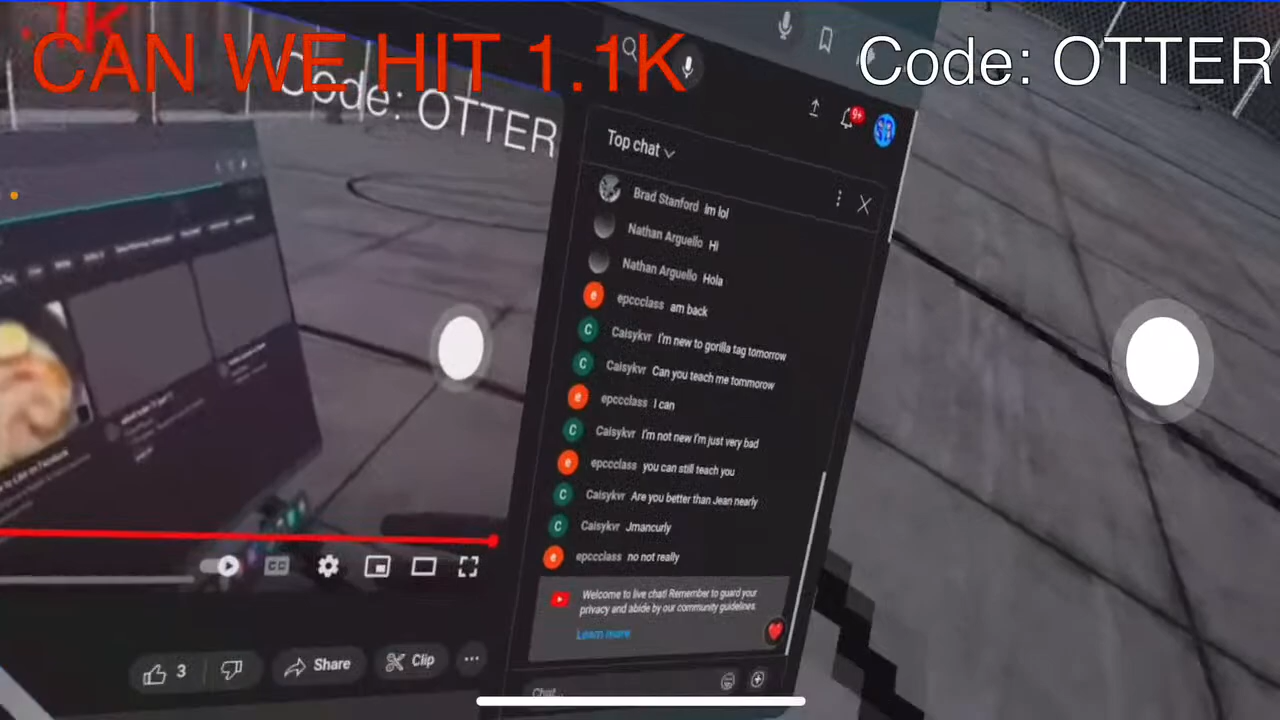 .1K
CAN WE HIT 1.1K
Code: OTTER
Code: OTTER
9+
Top chat
Brad Stanford im lol
Nathan Arguello Hi
Nathan Arguello Hola
e epccclass am back
C Caisykvr I'm new to gorilla tag tomorrow
C Caisykvr Can you teach me tommorow
e epccclass I can
C Caisykvr I'm not new I'm just very bad
e epccclass you can still teach you
C Caisykvr Are you better than Jean nearly
C Caisykvr Jmancurly
e epccclass no not really
Welcome to live chat! Remember to guard your
privacy and abide by our community guidelines.
Learn more
CC
3
Share
Clip
Chat...